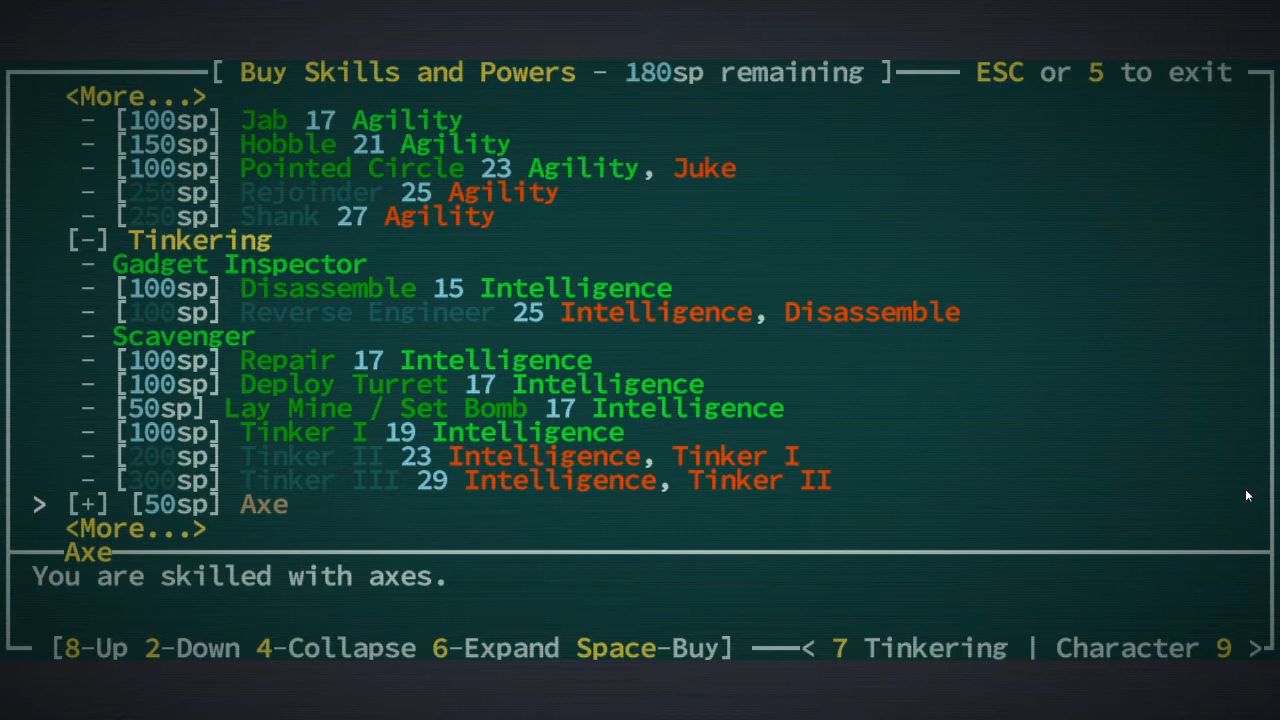 [ Buy Skills and Powers - 180sp remaining ] ESC or 5 to exit
<More...>
- [100sp] Jab 17 Agility
- [150sp] Hobble 21 Agility
- [100sp] Pointed Circle 23 Agility, Juke
- [250sp] Rejoinder 25 Agility
- [250sp] Shank 27 Agility
[-] Tinkering
- Gadget Inspector
- [100sp] Disassemble 15 Intelligence
- [100sp] Reverse Engineer 25 Intelligence, Disassemble
- Scavenger
- [100sp] Repair 17 Intelligence
- [100sp] Deploy Turret 17 Intelligence
- [50sp] Lay Mine / Set Bomb 17 Intelligence
- [100sp] Tinker I 19 Intelligence
- [200sp] Tinker II 23 Intelligence, Tinker I
- [300sp] Tinker III 29 Intelligence, Tinker II
> [+] [50sp] Axe
<More...>
Axe
You are skilled with axes.
[8-Up 2-Down 4-Collapse 6-Expand Space-Buy] < 7 Tinkering | Character 9 >